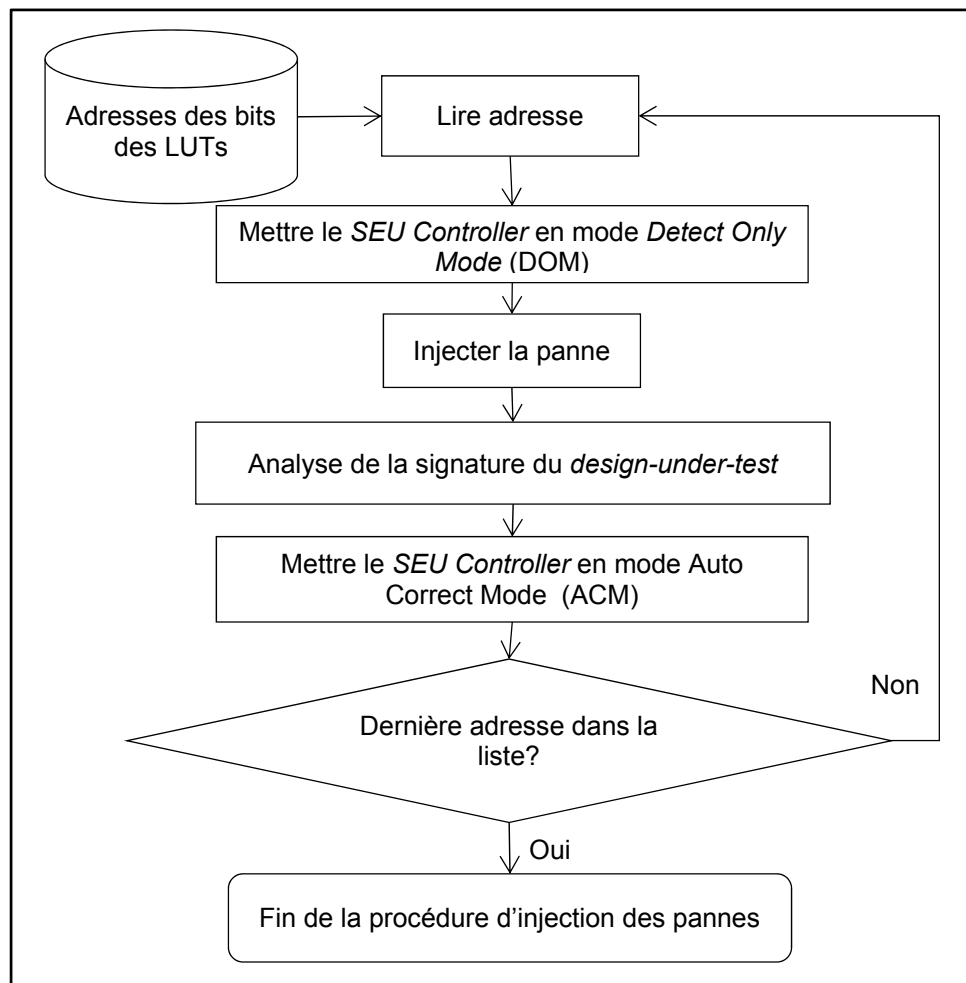 Adresses des bits
des LUTs
Lire adresse
Mettre le SEU Controller en mode Detect Only
Mode (DOM)
Injecter la panne
Analyse de la signature du design-under-test
Mettre le SEU Controller en mode Auto
Correct Mode (ACM)
Non
Dernière adresse dans la
liste?
Oui
Fin de la procédure d'injection des pannes